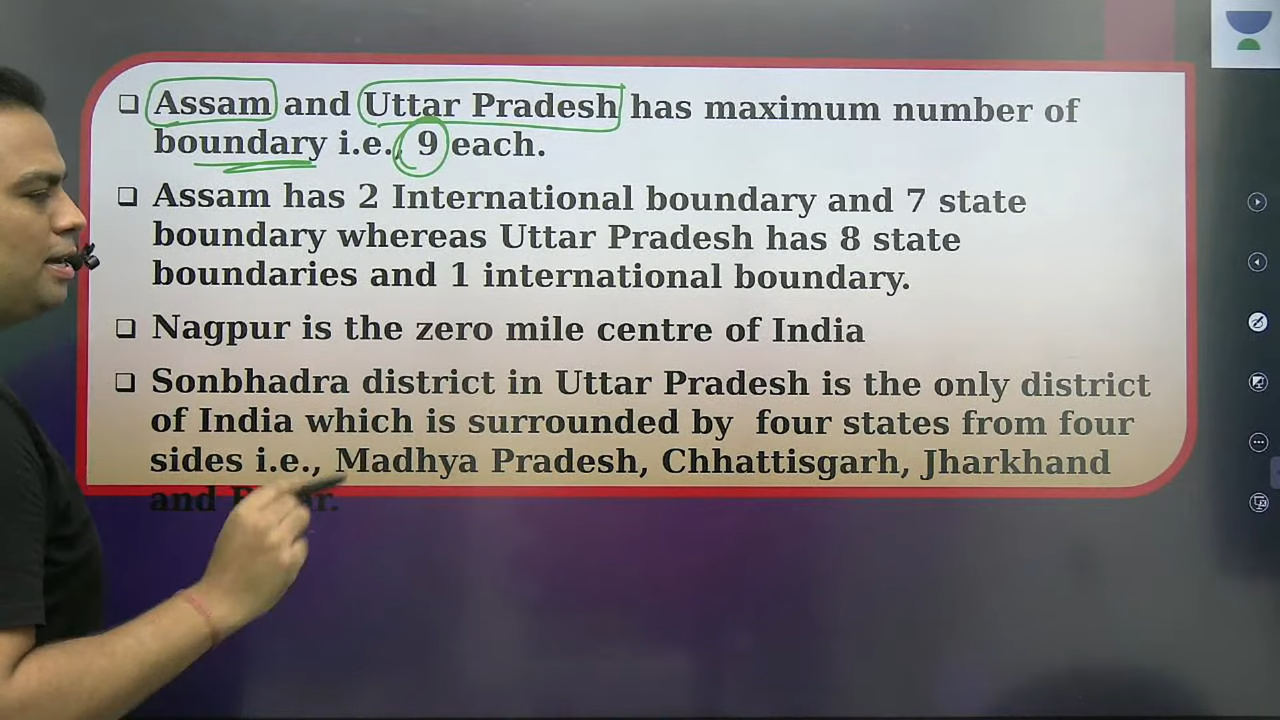 ❑ Assam and Uttar Pradesh has maximum number of
boundary i.e., 9 each.
❑ Assam has 2 International boundary and 7 state
boundary whereas Uttar Pradesh has 8 state
boundaries and 1 international boundary.
❑ Nagpur is the zero mile centre of India
❑ Sonbhadra district in Uttar Pradesh is the only district
of India which is surrounded by four states from four
sides i.e., Madhya Pradesh, Chhattisgarh, Jharkhand
and